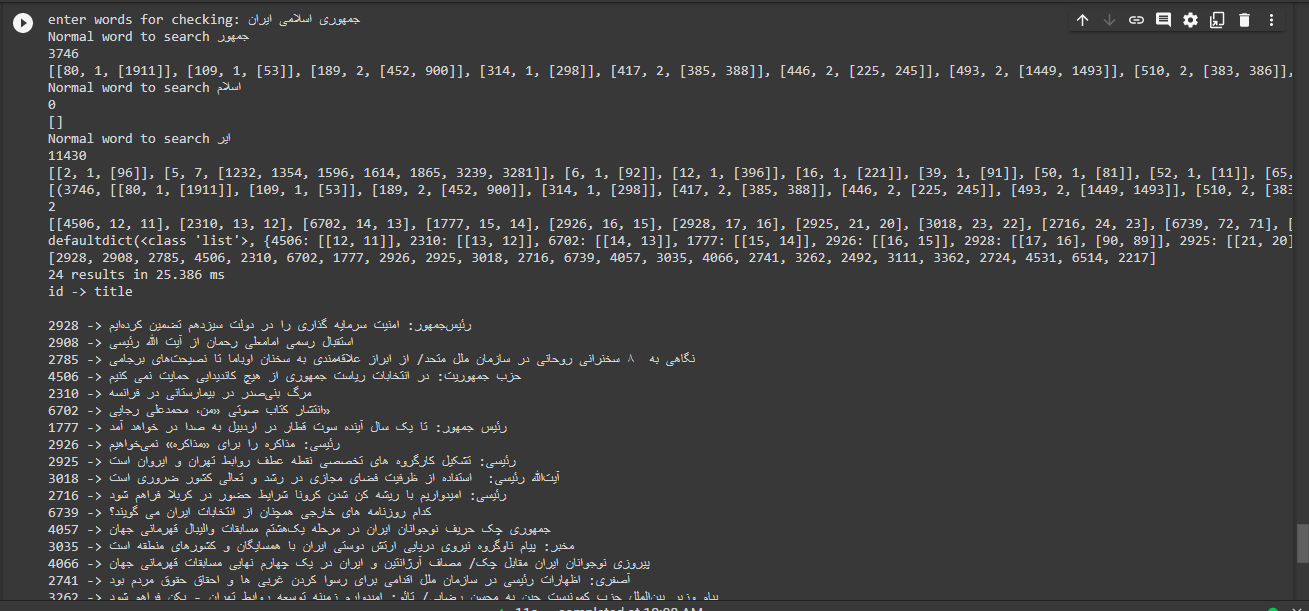 enter words for checking: جمهوری اسلامی ایران
Normal word to search جمهور
3746
[[80, 1, [1911]], [109, 1, [53]], [189, 2, [452, 900]], [314, 1, [298]], [417, 2, [385, 388]], [446, 2, [225, 245]], [493, 2, [1449, 1493]], [510, 2, [383, 386]],
Normal word to search اسلام
0
[]
Normal word to search ایر
11430
[[2, 1, [96]], [5, 7, [1232, 1354, 1596, 1614, 1865, 3239, 3281]], [6, 1, [92]], [12, 1, [396]], [16, 1, [221]], [39, 1, [91]], [50, 1, [81]], [52, 1, [11]], [65,
[(3746, [[80, 1, [1911]], [109, 1, [53]], [189, 2, [452, 900]], [314, 1, [298]], [417, 2, [385, 388]], [446, 2, [225, 245]], [493, 2, [1449, 1493]], [510, 2, [383
2
[[4506, 12, 11], [2310, 13, 12], [6702, 14, 13], [1777, 15, 14], [2926, 16, 15], [2928, 17, 16], [2925, 21, 20], [3018, 23, 22], [2716, 24, 23], [6739, 72, 71], [
defaultdict(<class 'list'>, {4506: [[12, 11]], 2310: [[13, 12]], 6702: [[14, 13]], 1777: [[15, 14]], 2926: [[16, 15]], 2928: [[17, 16], [90, 89]], 2925: [[21, 20]
[2928, 2908, 2785, 4506, 2310, 6702, 1777, 2926, 2925, 3018, 2716, 6739, 4057, 3035, 4066, 2741, 3262, 2492, 3111, 3362, 2724, 4531, 6514, 2217]
24 results in 25.386 ms
id -> title
2928 -> رئیس‌جمهور: امنیت سرمایه گذاری را در دولت سیزدهم تضمین کرده‌ایم
2908 -> استقبال رسمی امامعلی رحمان از آیت الله رئیسی
2785 -> نگاهی به ۸ سخنرانی روحانی در سازمان ملل متحد/ از ابراز علاقه‌مندی به سخنان اوباما تا نصیحت‌های برجامی
4506 -> حزب جمهوریت: در انتخابات ریاست جمهوری از هیچ کاندیدایی حمایت نمی کنیم
2310 -> مرگ بنی‌صدر در بیمارستانی در فرانسه
6702 -> انتشار کتاب صوتی «من، محمدعلی رجایی»
1777 -> رئیس جمهور: تا یک سال آینده سوت قطار در اردبیل به صدا در خواهد آمد
2926 -> رئیسی: مذاکره را برای «مذاکره» نمی‌خواهیم
2925 -> رئیسی: تشکیل کارگروه های تخصصی نقطه عطف روابط تهران و ایروان است
3018 -> آیت‌الله رئیسی: استفاده از ظرفیت فضای مجازی در رشد و تعالی کشور ضروری است
2716 -> رئیسی: امیدواریم با ریشه کن شدن کرونا شرایط حضور در کربلا فراهم شود
6739 -> کدام روزنامه های خارجی همچنان از انتخابات ایران می گویند؟
4057 -> جمهوری چک حریف نوجوانان ایران در مرحله یک‌هشتم مسابقات والیبال قهرمانی جهان
3035 -> مخبر: پیام ناوگروه نیروی دریایی ارتش دوستی ایران با همسایگان و کشورهای منطقه است
4066 -> پیروزی نوجوانان ایران مقابل چک/ مصاف آرژانتین و ایران در یک چهارم نهایی مسابقات قهرمانی جهان
2741 -> آصفری: اظهارات رئیسی در سازمان ملل اقدامی برای رسوا کردن غربی ها و احقاق حقوق مردم بود
3262 -> پیام وزیر بین‌الملل حزب کمونیست چین به محسن رضایی/ تائو: امیدوارم زمینه توسعه روابط تهران - پکن فراهم شود